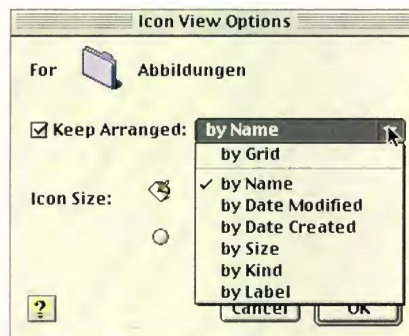 Icon View Options
For Abbildungen
Keep Arranged: by Name
by Grid
by Name
Icon Size:
by Date Modified
by Date Created
by Size
by Kind
by Label
? Cancel OK